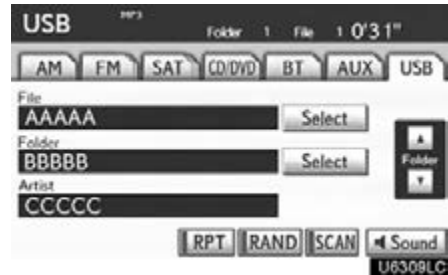 USB MP3 Folder 1 File 1 0'31"
AM FM SAT CD/DVD BT AUX USB
File
AAAAA Select
Folder
BBBBB Select
Folder
Artist
CCCCC
RPT RAND SCAN Sound
U6309LC